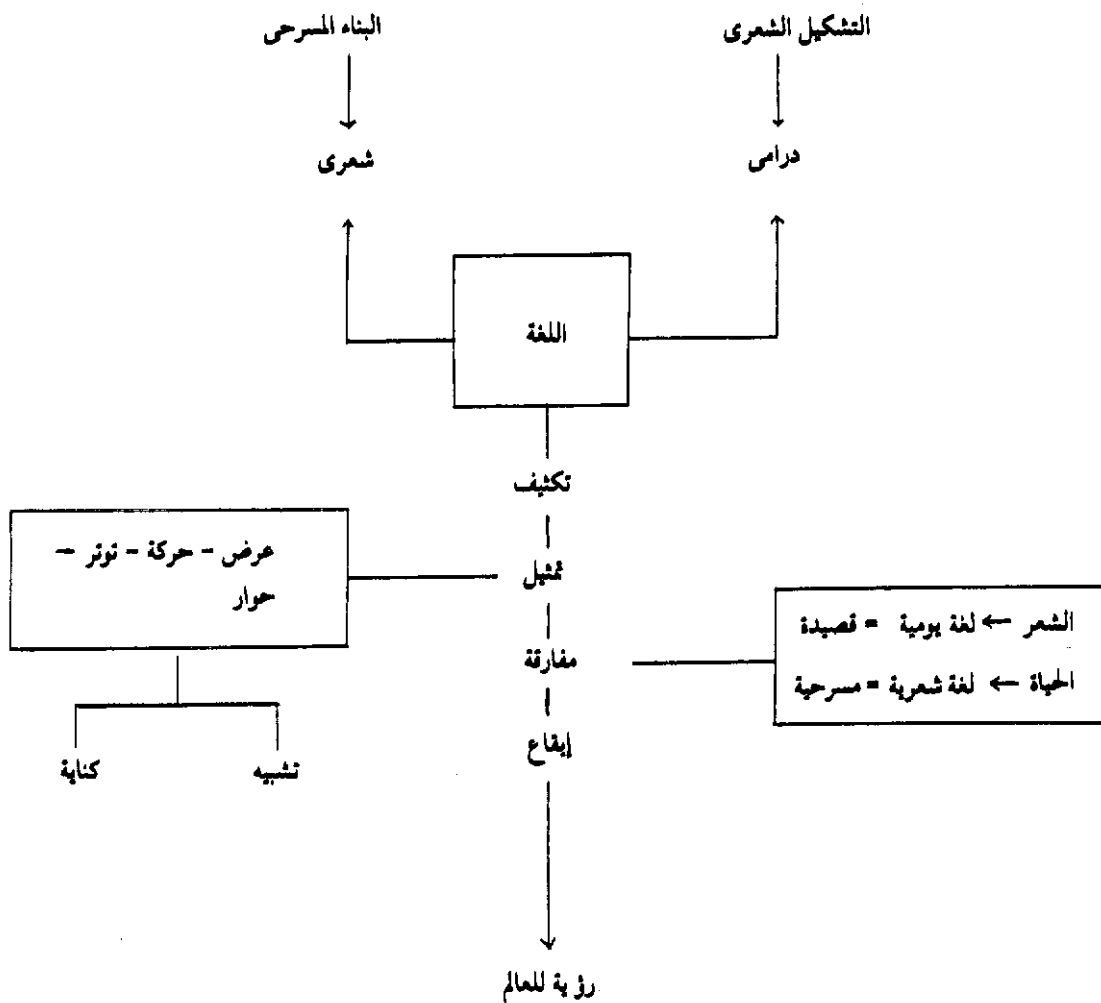 التشكيل الشعرى
البناء المسرحى
درامى
شعرى
اللغة
تكثيف
عرض - حركة - توتر -
حوار
تمثيل
الشعر ← لغة يومية = قصيدة
الحياة ← لغة شعرية = مسرحية
مفارقة
إيقاع
تشبيه
كناية
رؤية للعالم